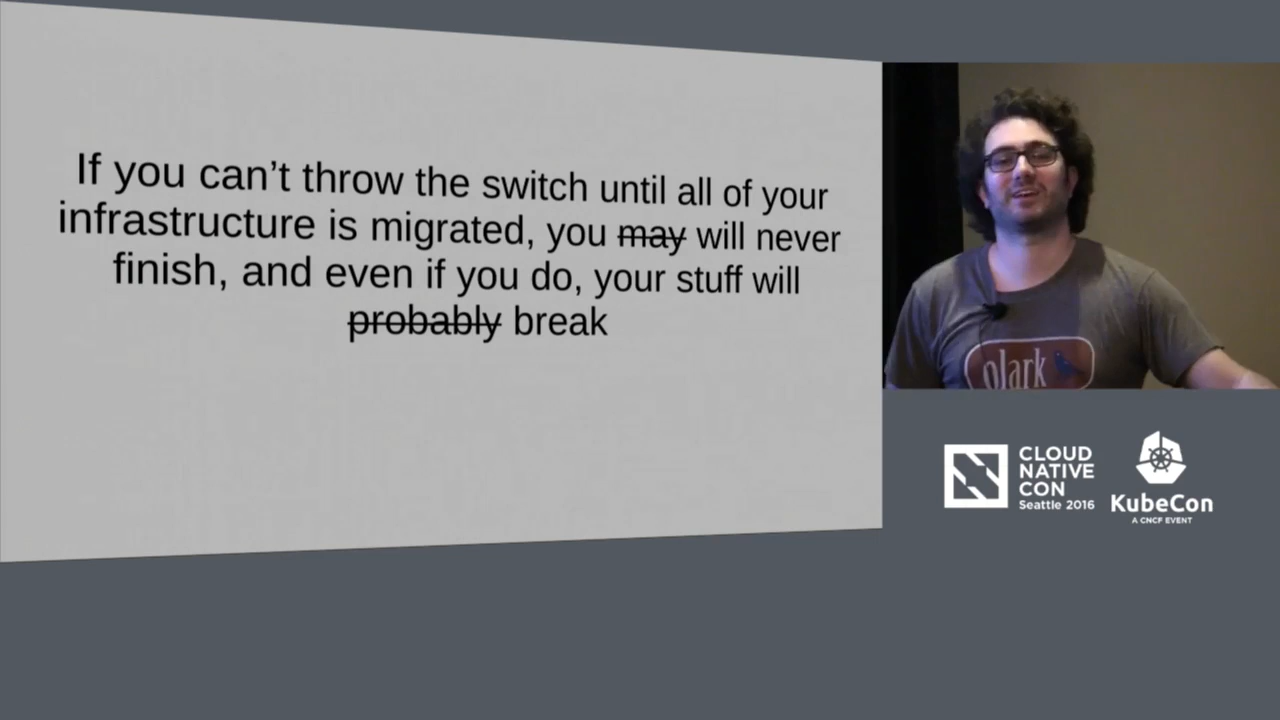 If you can’t throw the switch until all of your
infrastructure is migrated, you may will never
finish, and even if you do, your stuff will
probably break
olark
CLOUD
NATIVE
CON
Seattle 2016
KubeCon
A CNCF EVENT